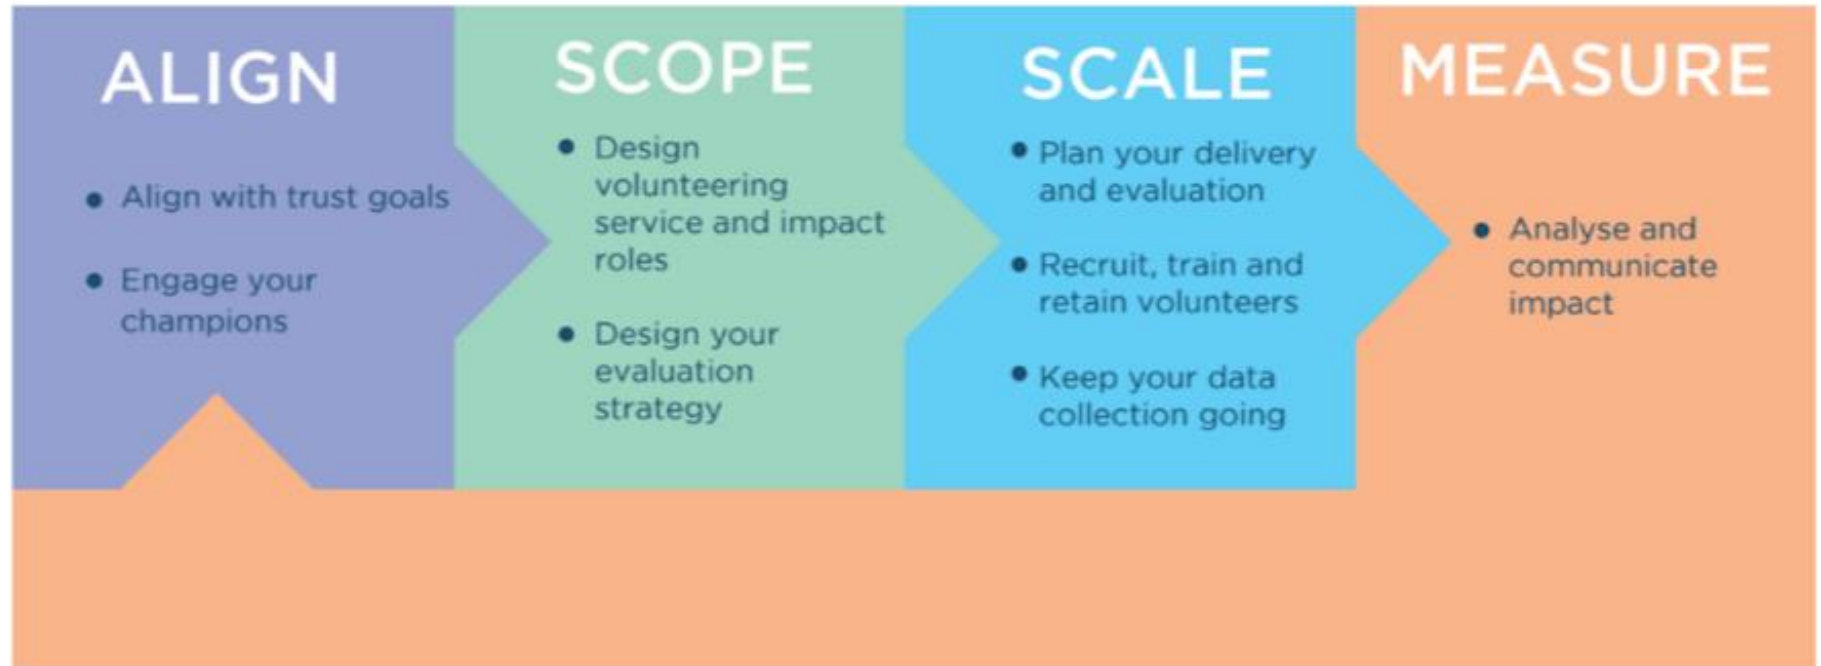 ALIGN
• Align with trust goals
• Engage your
champions
SCOPE
• Design
volunteering
service and impact
roles
• Design your
evaluation
strategy
SCALE
• Plan your delivery
and evaluation
• Recruit, train and
retain volunteers
• Keep your data
collection going
MEASURE
• Analyse and
communicate
impact